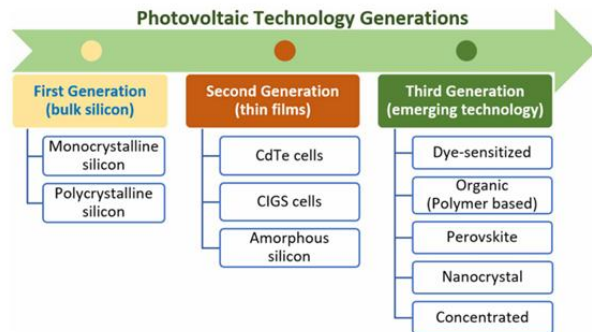 Photovoltaic Technology Generations
First Generation
(bulk silicon)
Monocrystalline
silicon
Polycrystalline
silicon
Second Generation
(thin films)
CdTe cells
CIGS cells
Amorphous
silicon
Third Generation
(emerging technology)
Dye-sensitized
Organic
(Polymer based)
Perovskite
Nanocrystal
Concentrated